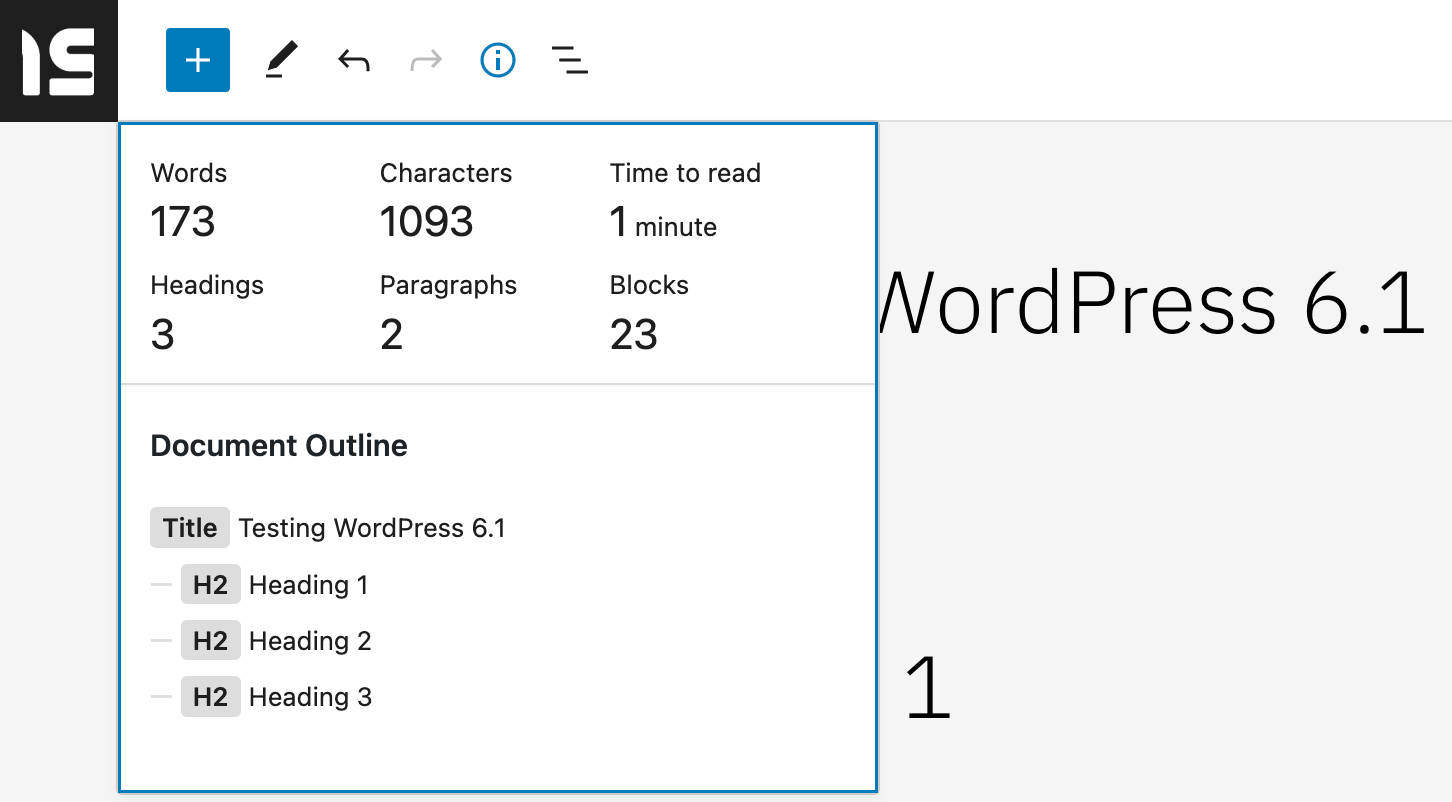 Words Characters Time to read
173 1093 1 minute
Headings Paragraphs Blocks
3 2 23
WordPress 6.1
Document Outline
Title Testing WordPress 6.1
H2 Heading 1
H2 Heading 2
1
H2 Heading 3